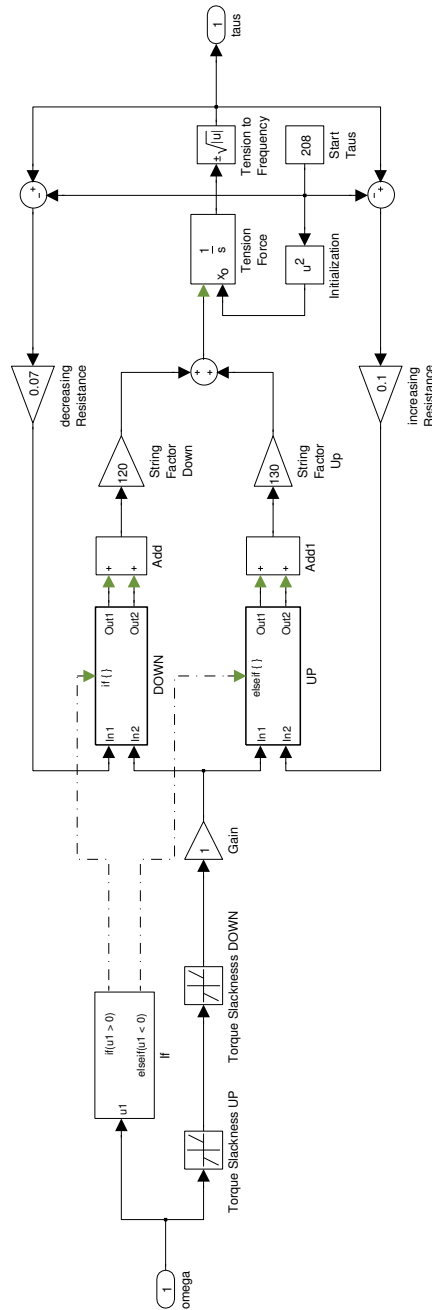 1
omega
u1
if(u1 > 0)
elseif(u1 < 0)
If
Torque Slackness UP
Torque Slacknesss DOWN
1
Gain
In1
In2
if { }
Out1
Out2
DOWN
In1
In2
elseif { }
Out1
Out2
UP
+
+
Add
+
+
Add1
120
String
Factor
Down
130
String
Factor
Up
0.07
decreasing
Resistance
0.1
increasing
Resistance
+
+
xo
1
s
Tension
Force
u2
Initialization
±√|u|
Tension to
Frequency
208
Start
Taus
-
+
-
+
1
taus